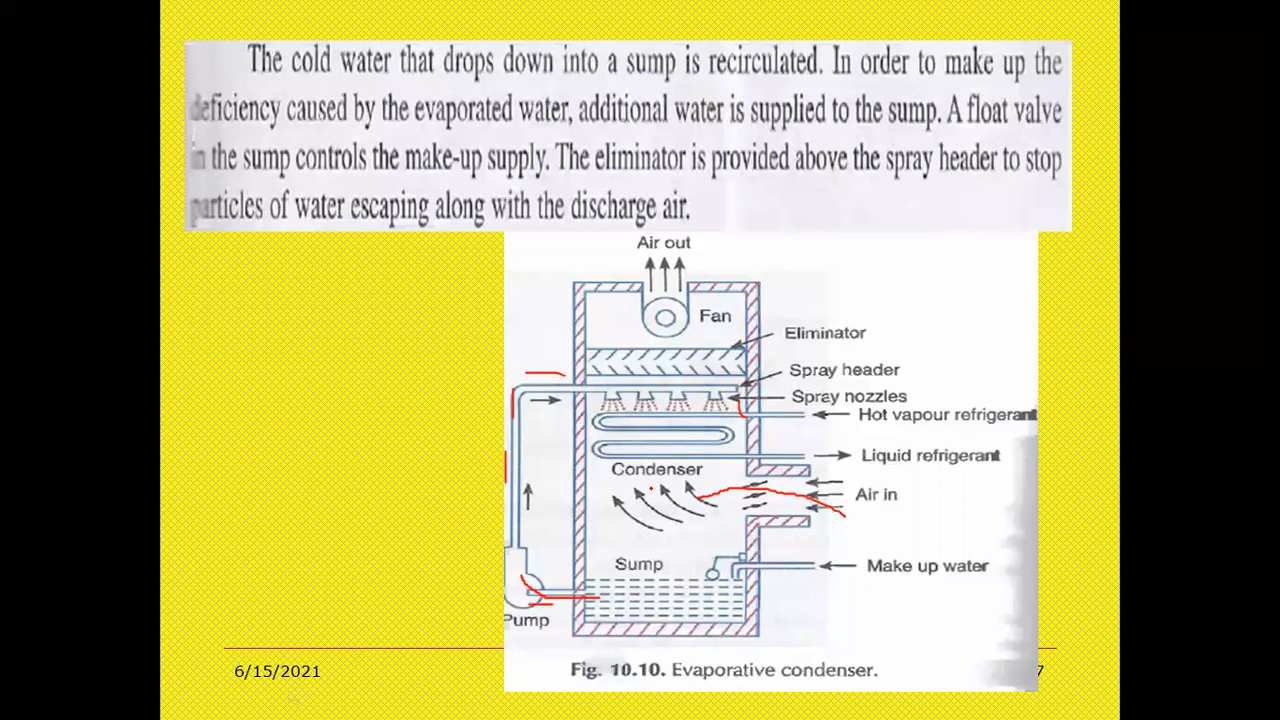 The cold water that drops down into a sump is recirculated. In order to make up the
deficiency caused by the evaporated water, additional water is supplied to the sump. A float valve
in the sump controls the make-up supply. The eliminator is provided above the spray header to stop
particles of water escaping along with the discharge air.
Air out
Fan
Eliminator
Spray header
Spray nozzles
Hot vapour refrigerant
Liquid refrigerant
Condenser
Air in
Sump
Make up water
Pump
Fig. 10.10. Evaporative condenser.
6/15/2021
7